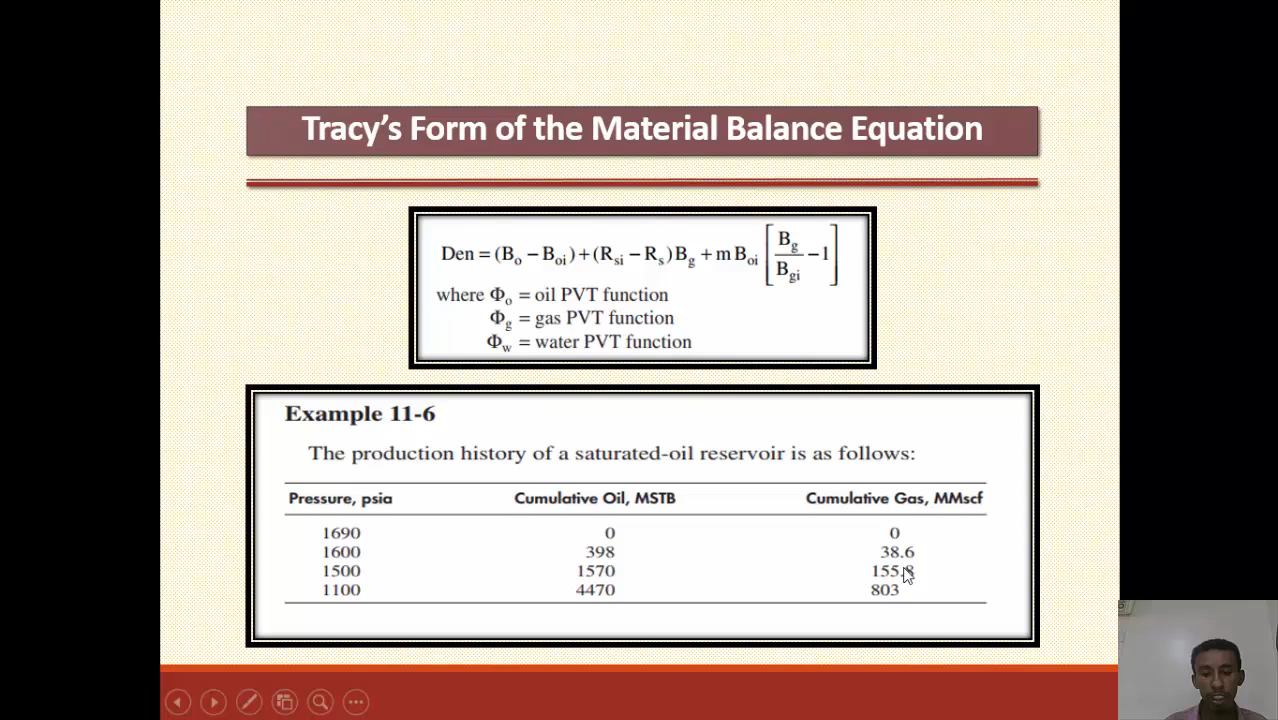 Tracy's Form of the Material Balance Equation
Den = (Bo − Boi) + (Rsi − Rs) Bg + m Boi [Bg/Bgi − 1]
where Φo = oil PVT function
Φg = gas PVT function
Φw = water PVT function
Example 11-6
The production history of a saturated-oil reservoir is as follows:
Pressure, psia Cumulative Oil, MSTB Cumulative Gas, MMscf
1690 0 0
1600 398 38.6
1500 1570 155.8
1100 4470 803